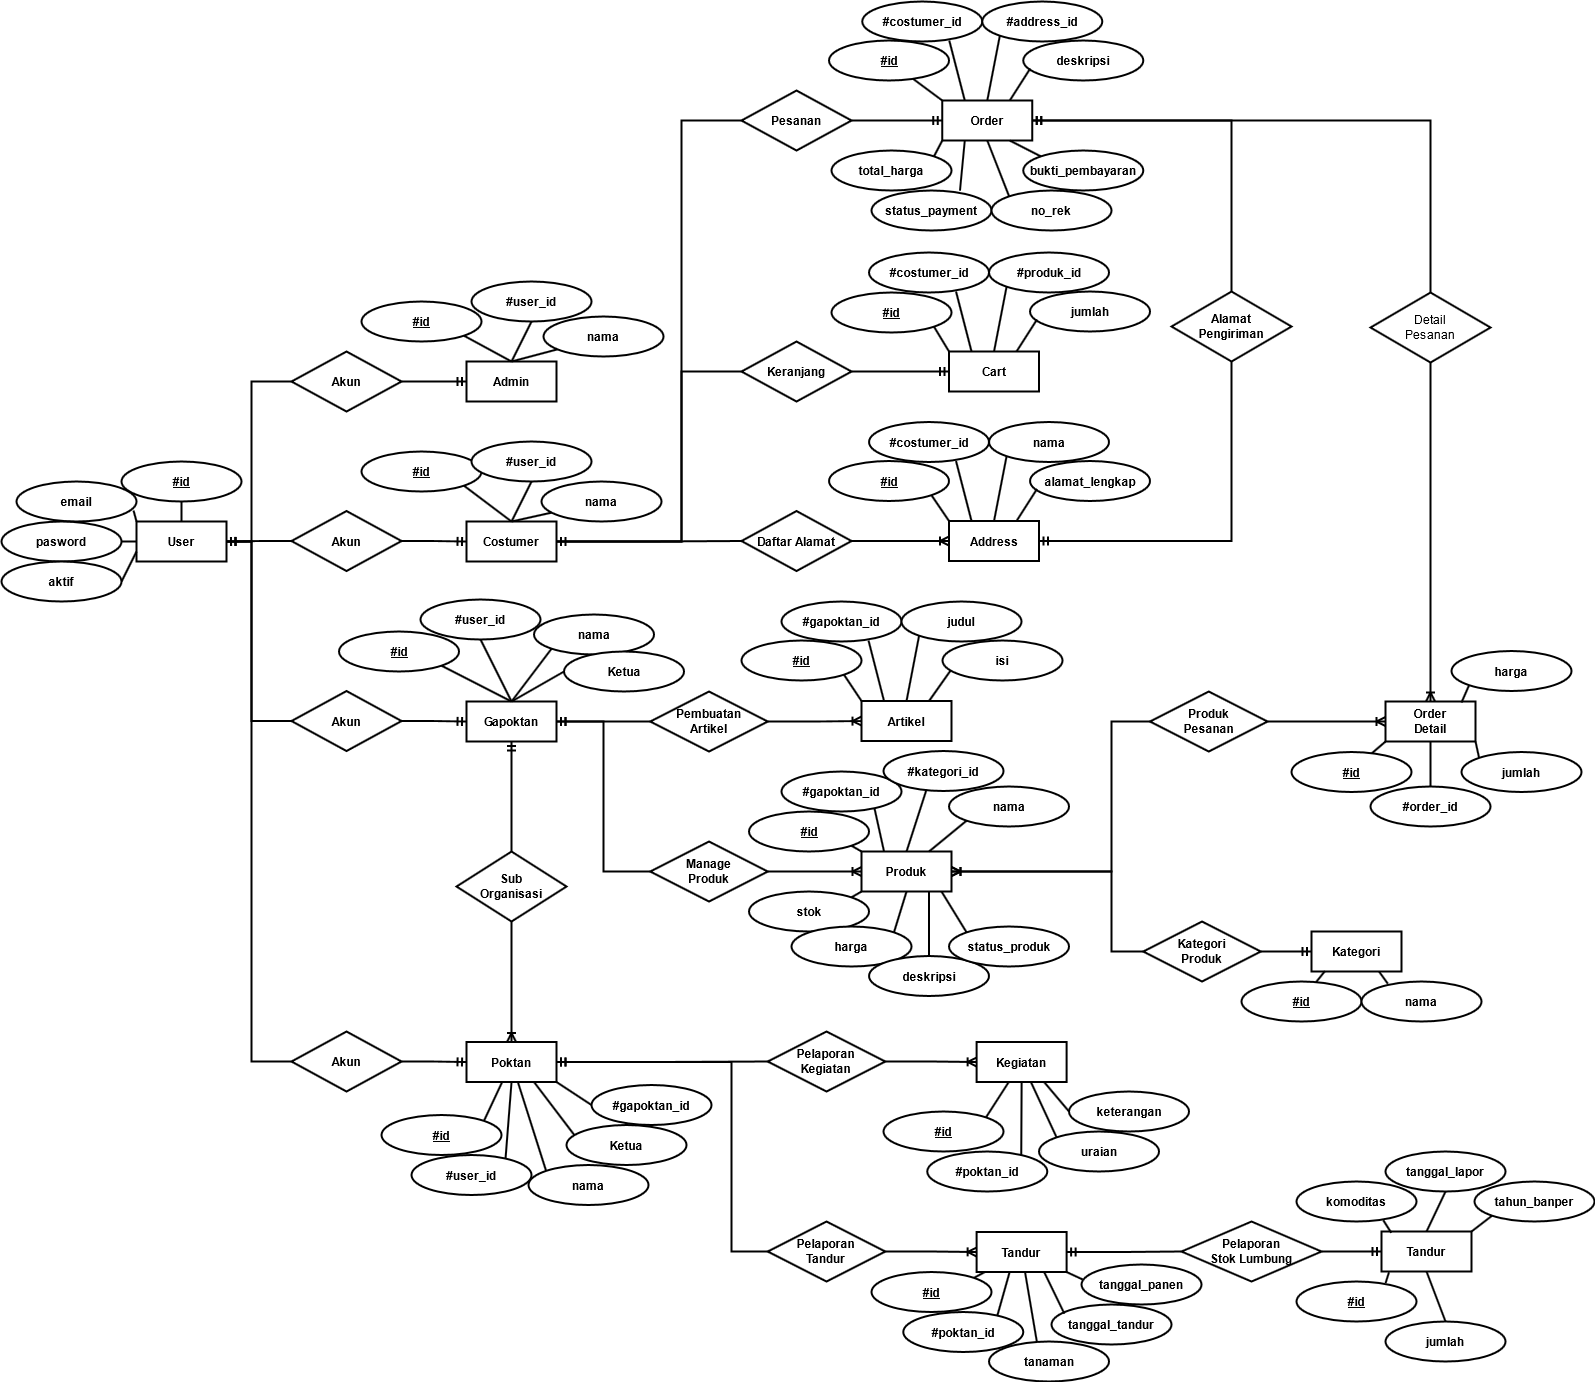 #costumer_id
#address_id
#id
deskripsi
Pesanan
Order
total_harga
bukti_pembayaran
status_payment
no_rek
#costumer_id
#produk_id
#id
jumlah
Keranjang
Cart
Alamat
Pengiriman
Detail
Pesanan
#user_id
#id
nama
Akun
Admin
#costumer_id
nama
#id
alamat_lengkap
Daftar Alamat
Address
#user_id
#id
nama
Akun
Costumer
#id
email
pasword
User
aktif
#user_id
nama
#id
Ketua
Akun
Gapoktan
#gapoktan_id
judul
#id
isi
Pembuatan
Artikel
Artikel
harga
Produk
Pesanan
Order
Detail
#id
jumlah
#order_id
#kategori_id
#gapoktan_id
nama
#id
Manage
Produk
Produk
stok
harga
status_produk
deskripsi
Sub
Organisasi
Kategori
Produk
Kategori
#id
nama
Akun
Poktan
#gapoktan_id
#id
Ketua
#user_id
nama
Pelaporan
Kegiatan
Kegiatan
keterangan
#id
uraian
#poktan_id
Pelaporan
Tandur
Tandur
tanggal_panen
#id
tanggal_tandur
#poktan_id
tanaman
Pelaporan
Stok Lumbung
tanggal_lapor
komoditas
tahun_banper
Tandur
#id
jumlah